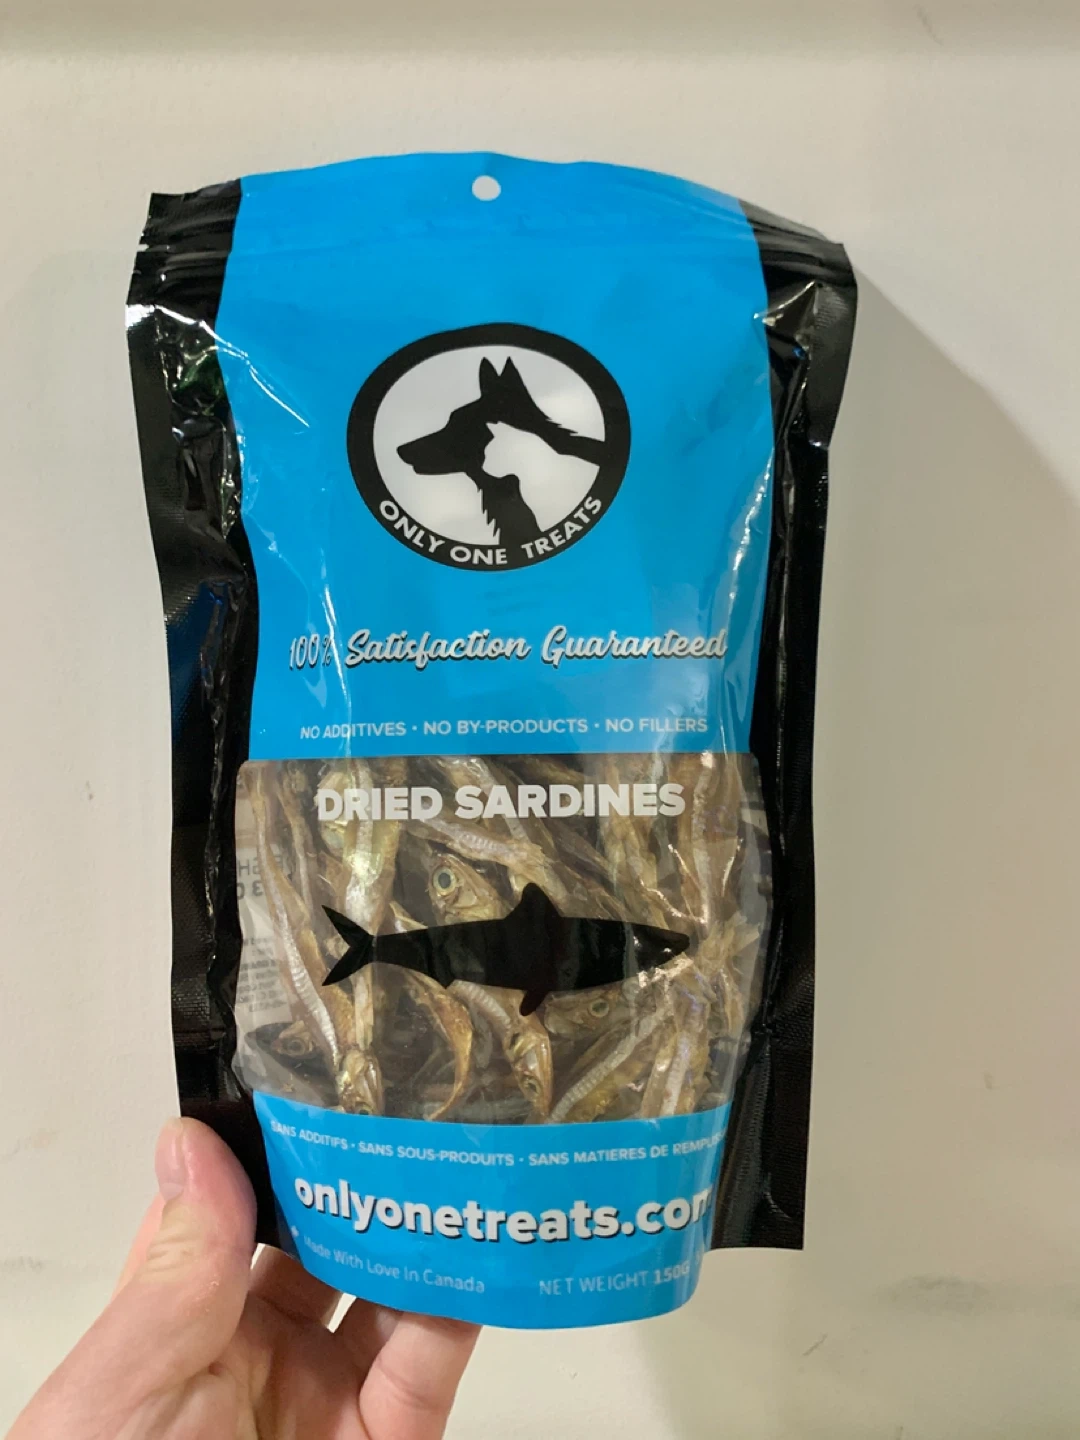 ONLY ONE TREATS
100% Satisfaction Guaranteed
NO ADDITIVES • NO BY-PRODUCTS • NO FILLERS
DRIED SARDINES
SANS ADDITIFS • SANS SOUS-PRODUITS • SANS MATIERES DE
onlyonetreats.com
Made With Love In Canada
NET WEIGHT 150G